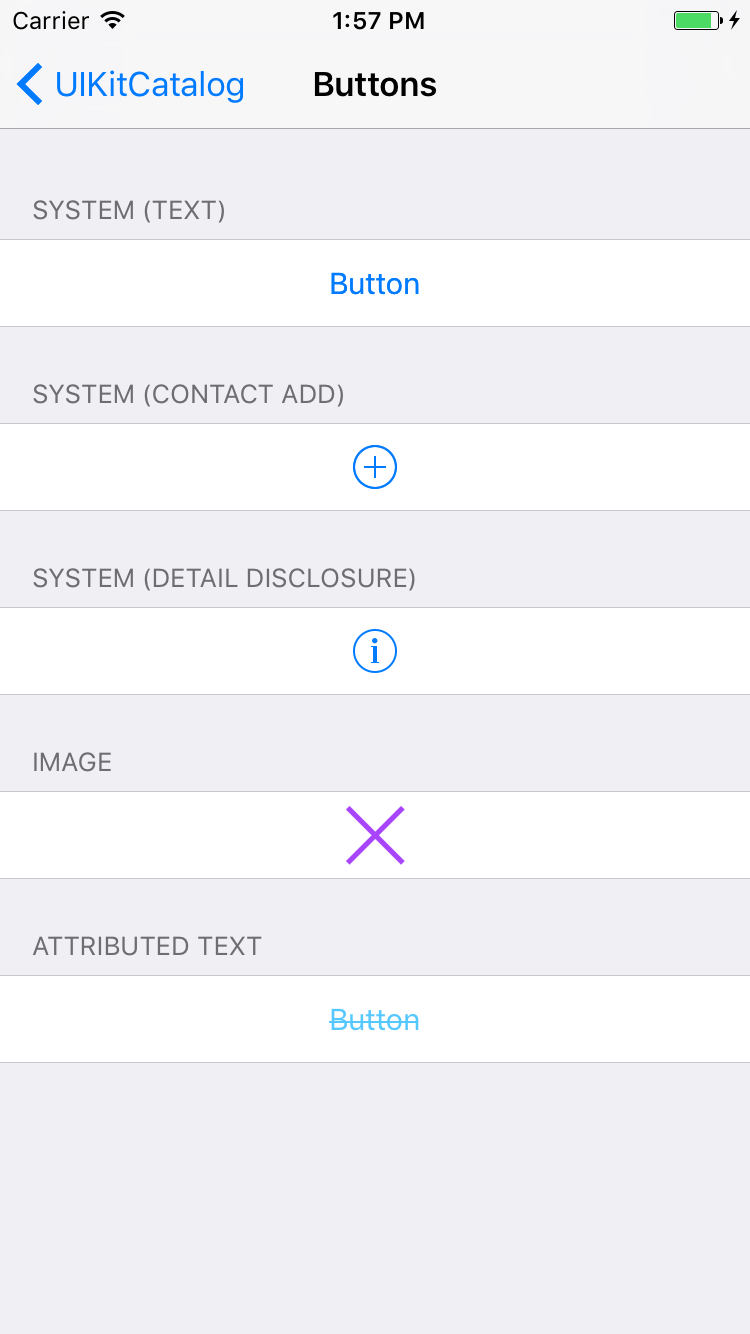 Carrier 1:57 PM
UIKitCatalog Buttons
SYSTEM (TEXT)
Button
SYSTEM (CONTACT ADD)
SYSTEM (DETAIL DISCLOSURE)
IMAGE
ATTRIBUTED TEXT
Button